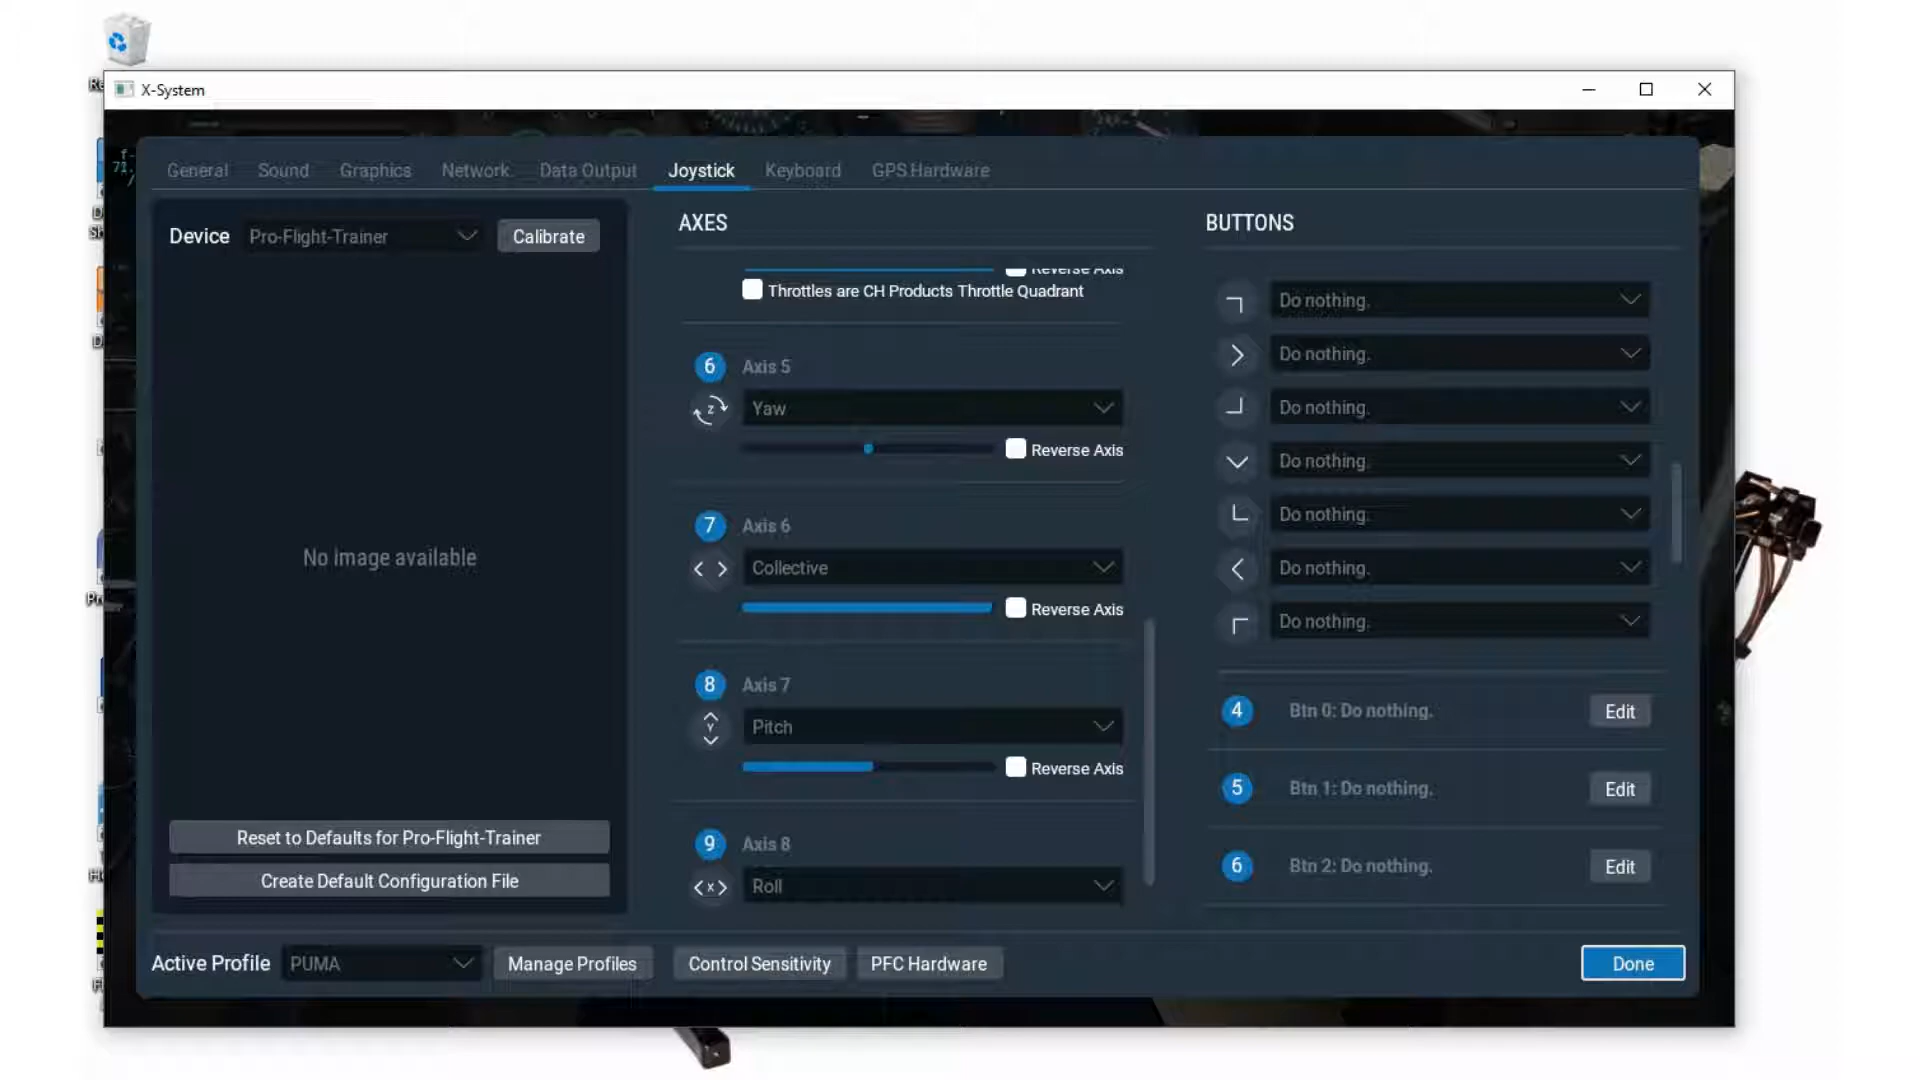 X-System
General Sound Graphics Network Data Output Joystick Keyboard GPS Hardware
Device Pro-Flight-Trainer Calibrate
No image available
Reset to Defaults for Pro-Flight-Trainer
Create Default Configuration File
AXES
Reverse Axis
Throttles are CH Products Throttle Quadrant
6 Axis 5
Z Yaw
Reverse Axis
7 Axis 6
Collective
Reverse Axis
8 Axis 7
Y Pitch
Reverse Axis
9 Axis 8
X Roll
BUTTONS
Do nothing.
Do nothing.
Do nothing.
Do nothing.
Do nothing.
Do nothing.
Do nothing.
4 Btn 0: Do nothing. Edit
5 Btn 1: Do nothing. Edit
6 Btn 2: Do nothing. Edit
Active Profile PUMA Manage Profiles Control Sensitivity PFC Hardware Done